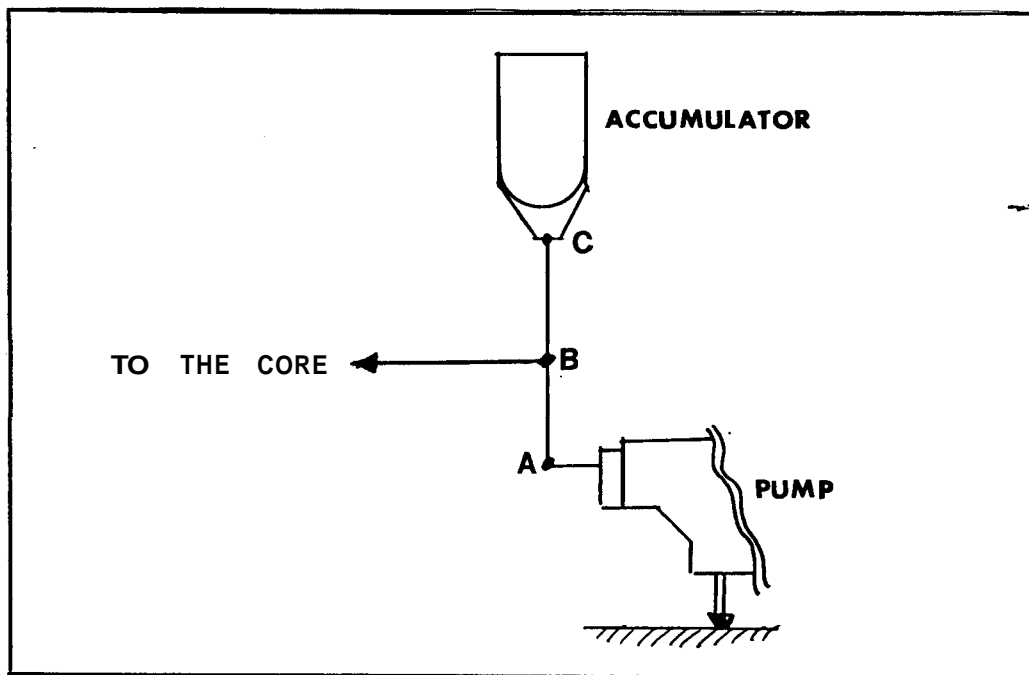 ACCUMULATOR
C
TO THE CORE
B
A
PUMP